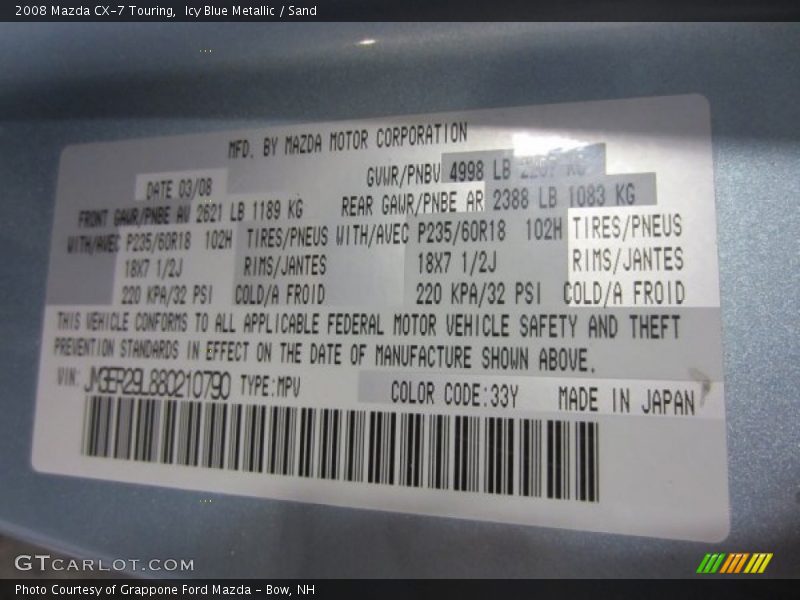 2008 Mazda CX-7 Touring,  Icy Blue Metallic / Sand
MFD. BY MAZDA MOTOR CORPORATION
DATE 03/08 GVWR/PNBV 4998 LB 2267 KG
FRONT GAWR/PNBE AV 2621 LB 1189 KG REAR GAWR/PNBE AR 2388 LB 1083 KG
WITH/AVEC P235/60R18 102H TIRES/PNEUS WITH/AVEC P235/60R18 102H TIRES/PNEUS
18X7 1/2J RIMS/JANTES 18X7 1/2J RIMS/JANTES
220 KPA/32 PSI COLD/A FROID 220 KPA/32 PSI COLD/A FROID
THIS VEHICLE CONFORMS TO ALL APPLICABLE FEDERAL MOTOR VEHICLE SAFETY AND THEFT
PREVENTION STANDARDS IN EFFECT ON THE DATE OF MANUFACTURE SHOWN ABOVE.
VIN: JM3ER29L880210790 TYPE:MPV COLOR CODE:33Y MADE IN JAPAN
GTCARLOT.COM
Photo Courtesy of Grappone Ford Mazda - Bow, NH